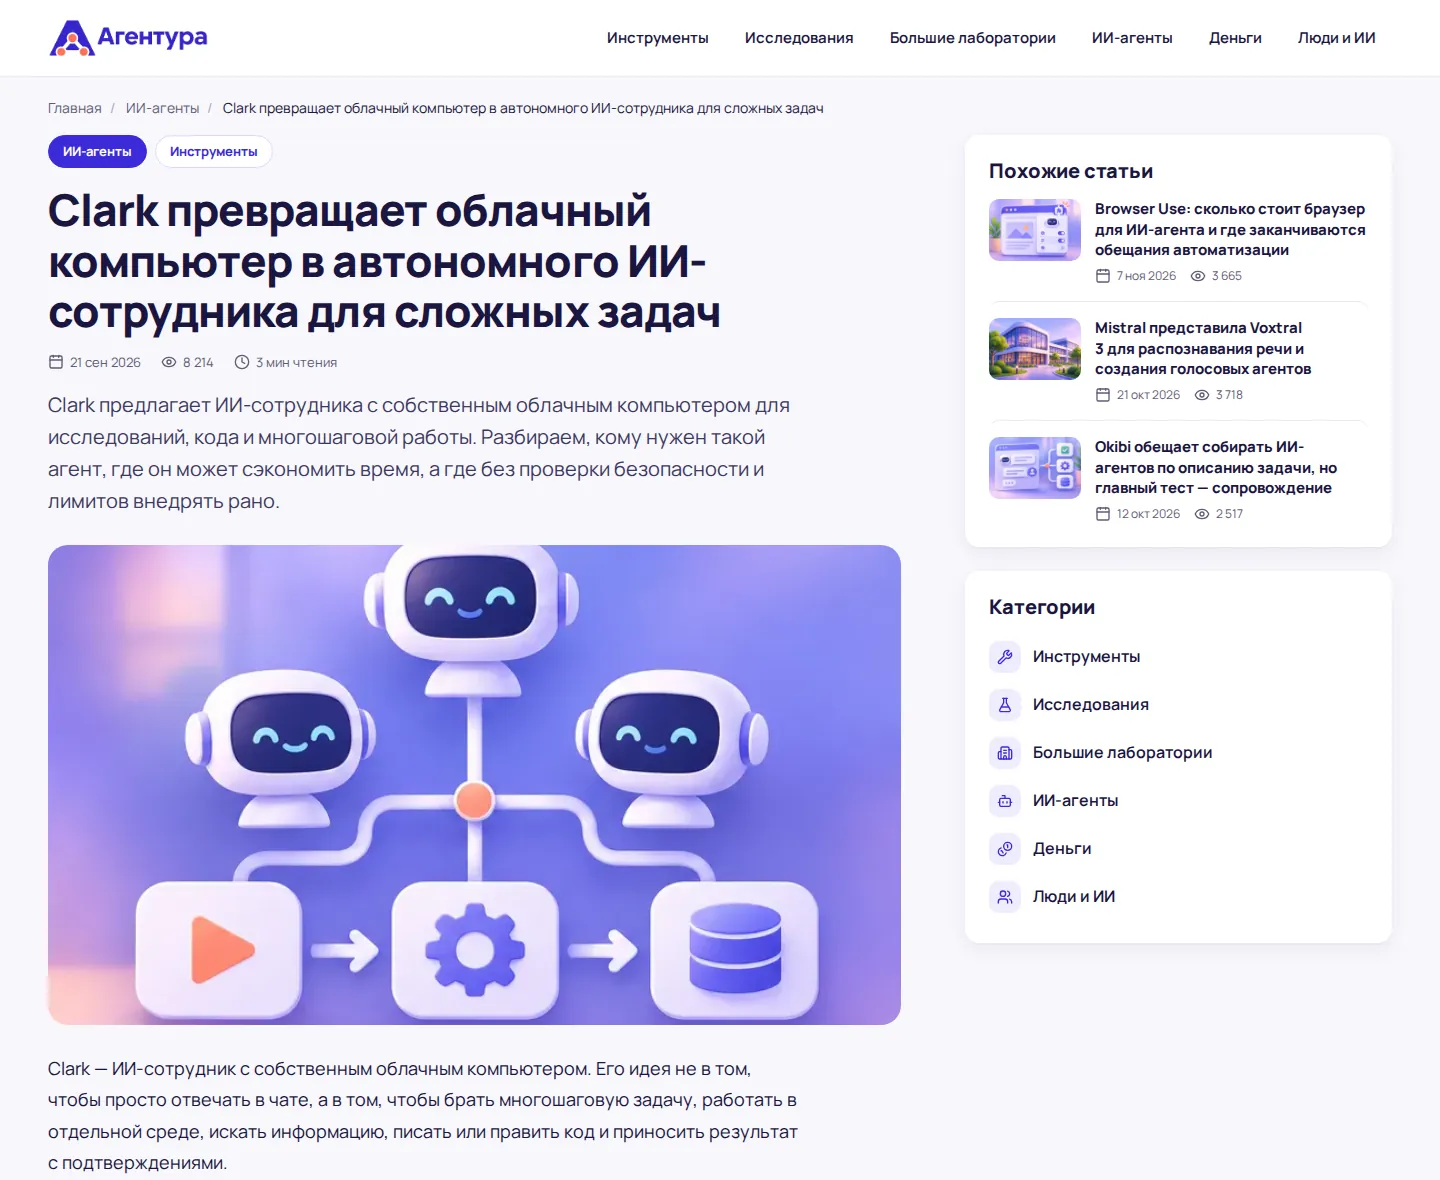 Агентура
Инструменты
Исследования
Большие лаборатории
ИИ-агенты
Деньги
Люди и ИИ
Главная / ИИ-агенты / Clark превращает облачный компьютер в автономного ИИ-сотрудника для сложных задач
ИИ-агенты
Инструменты
Clark превращает облачный
компьютер в автономного ИИ-
сотрудника для сложных задач
21 сен 2026 8 214 3 мин чтения
Clark предлагает ИИ-сотрудника с собственным облачным компьютером для
исследований, кода и многошаговой работы. Разбираем, кому нужен такой
агент, где он может сэкономить время, а где без проверки безопасности и
лимитов внедрять рано.
Clark — ИИ-сотрудник с собственным облачным компьютером. Его идея не в том,
чтобы просто отвечать в чате, а в том, чтобы брать многошаговую задачу, работать в
отдельной среде, искать информацию, писать или править код и приносить результат
с подтверждениями.
Похожие статьи
Browser Use: сколько стоит браузер
для ИИ-агента и где заканчиваются
обещания автоматизации
7 ноя 2026 3 665
Mistral представила Voxtral
3 для распознавания речи и
создания голосовых агентов
21 окт 2026 3 718
Okibi обещает собирать ИИ-
агентов по описанию задачи, но
главный тест — сопровождение
12 окт 2026 2 517
Категории
Инструменты
Исследования
Большие лаборатории
ИИ-агенты
Деньги
Люди и ИИ